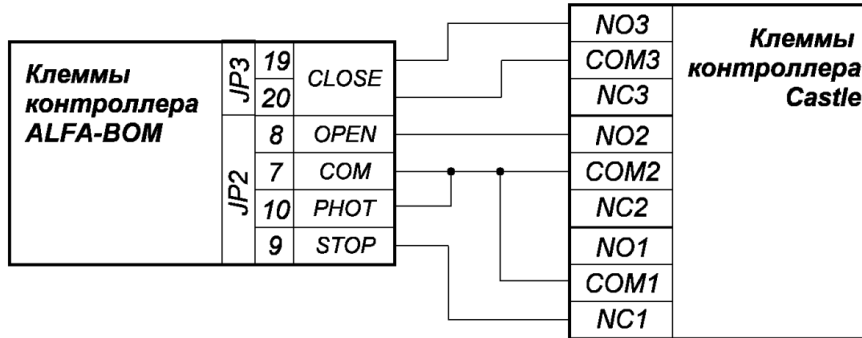 Клеммы
контроллера
ALFA-BOM
JP3
19
20
CLOSE
JP2
8 OPEN
7 COM
10 PHOT
9 STOP
NO3
COM3
NC3
NO2
COM2
NC2
NO1
COM1
NC1
Клеммы
контроллера
Castle